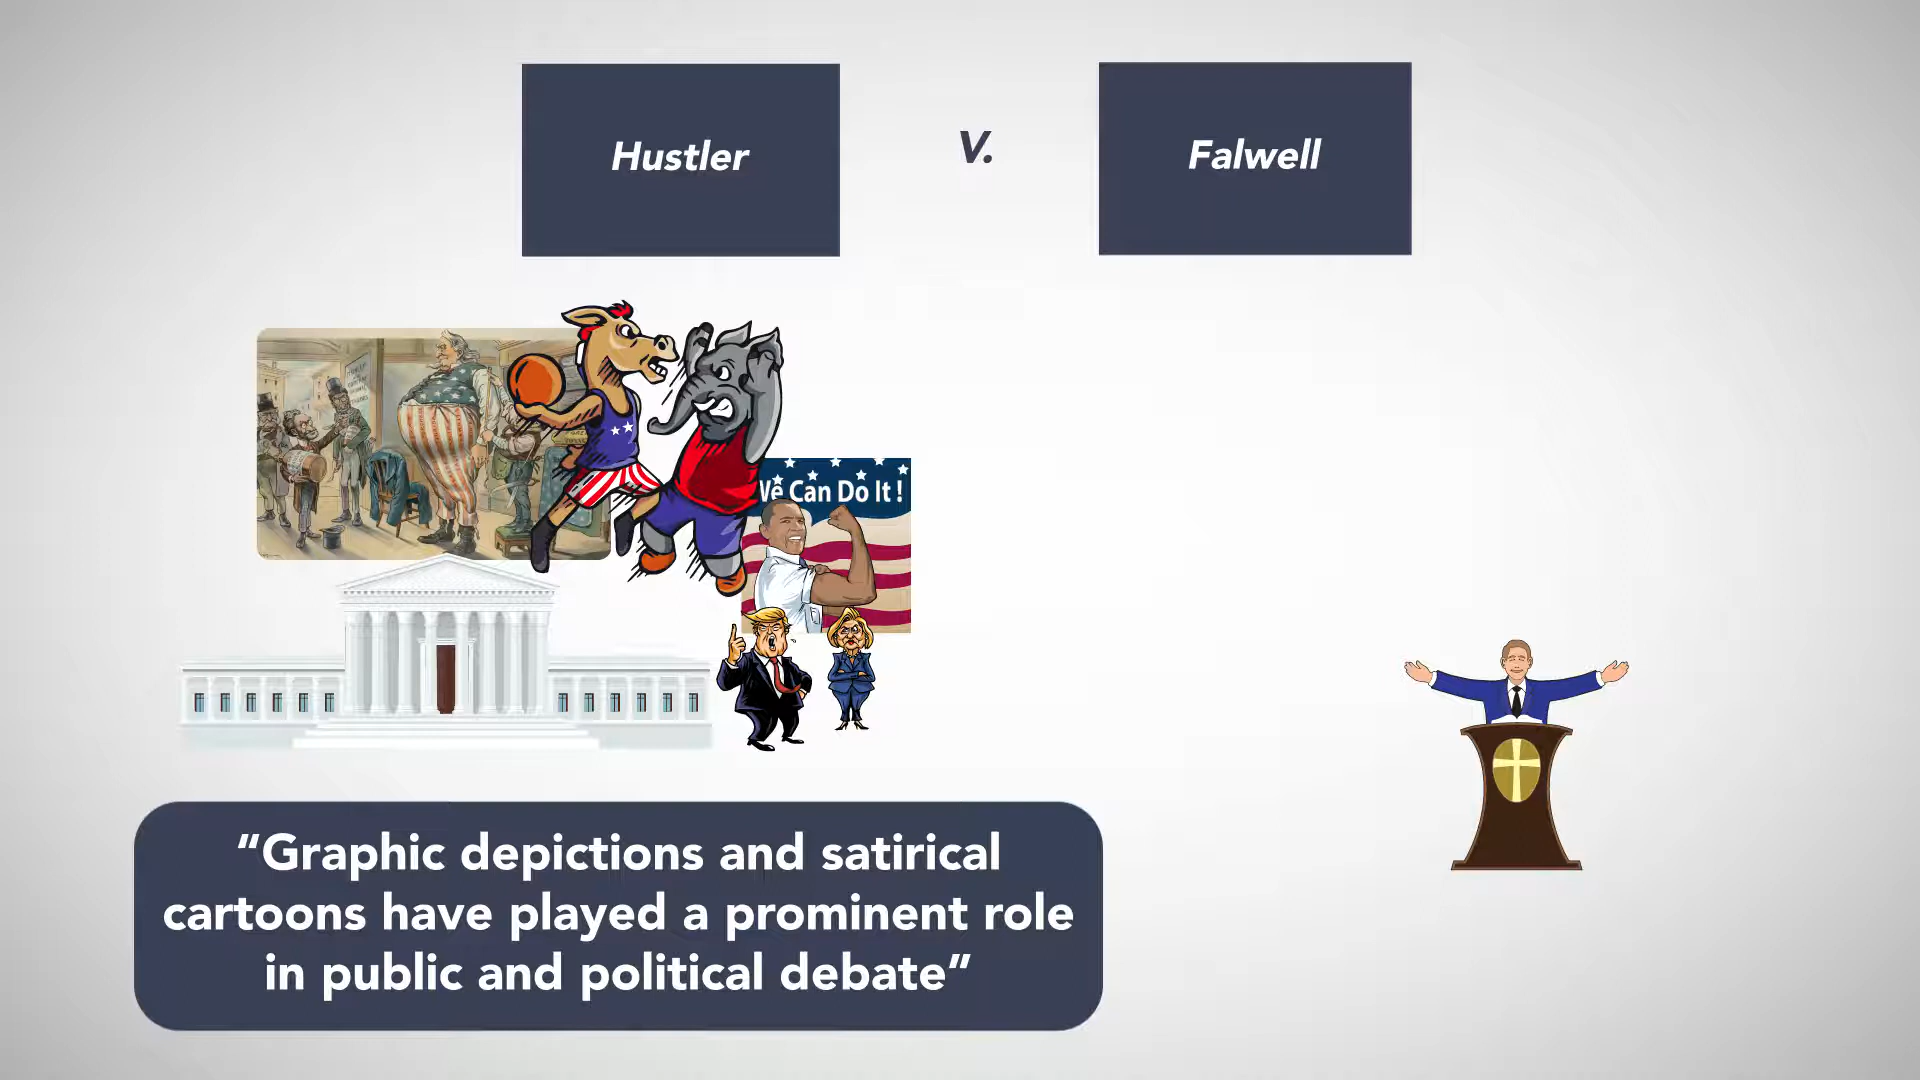 Hustler
V.
Falwell
We Can Do It !
“Graphic depictions and satirical
cartoons have played a prominent role
in public and political debate”